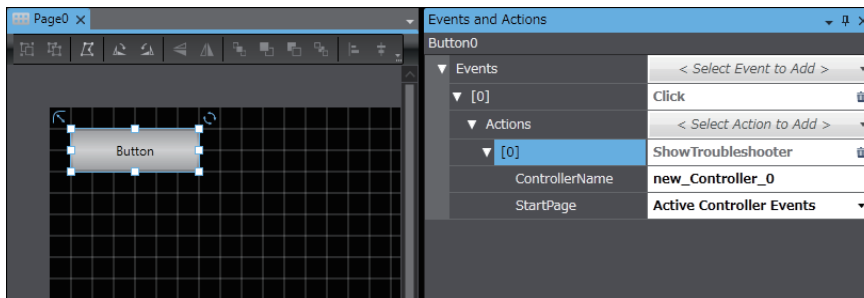 Page0
Button
Events and Actions
Button0
Events
< Select Event to Add >
[0]
Click
Actions
< Select Action to Add >
[0]
ShowTroubleshooter
ControllerName
new_Controller_0
StartPage
Active Controller Events